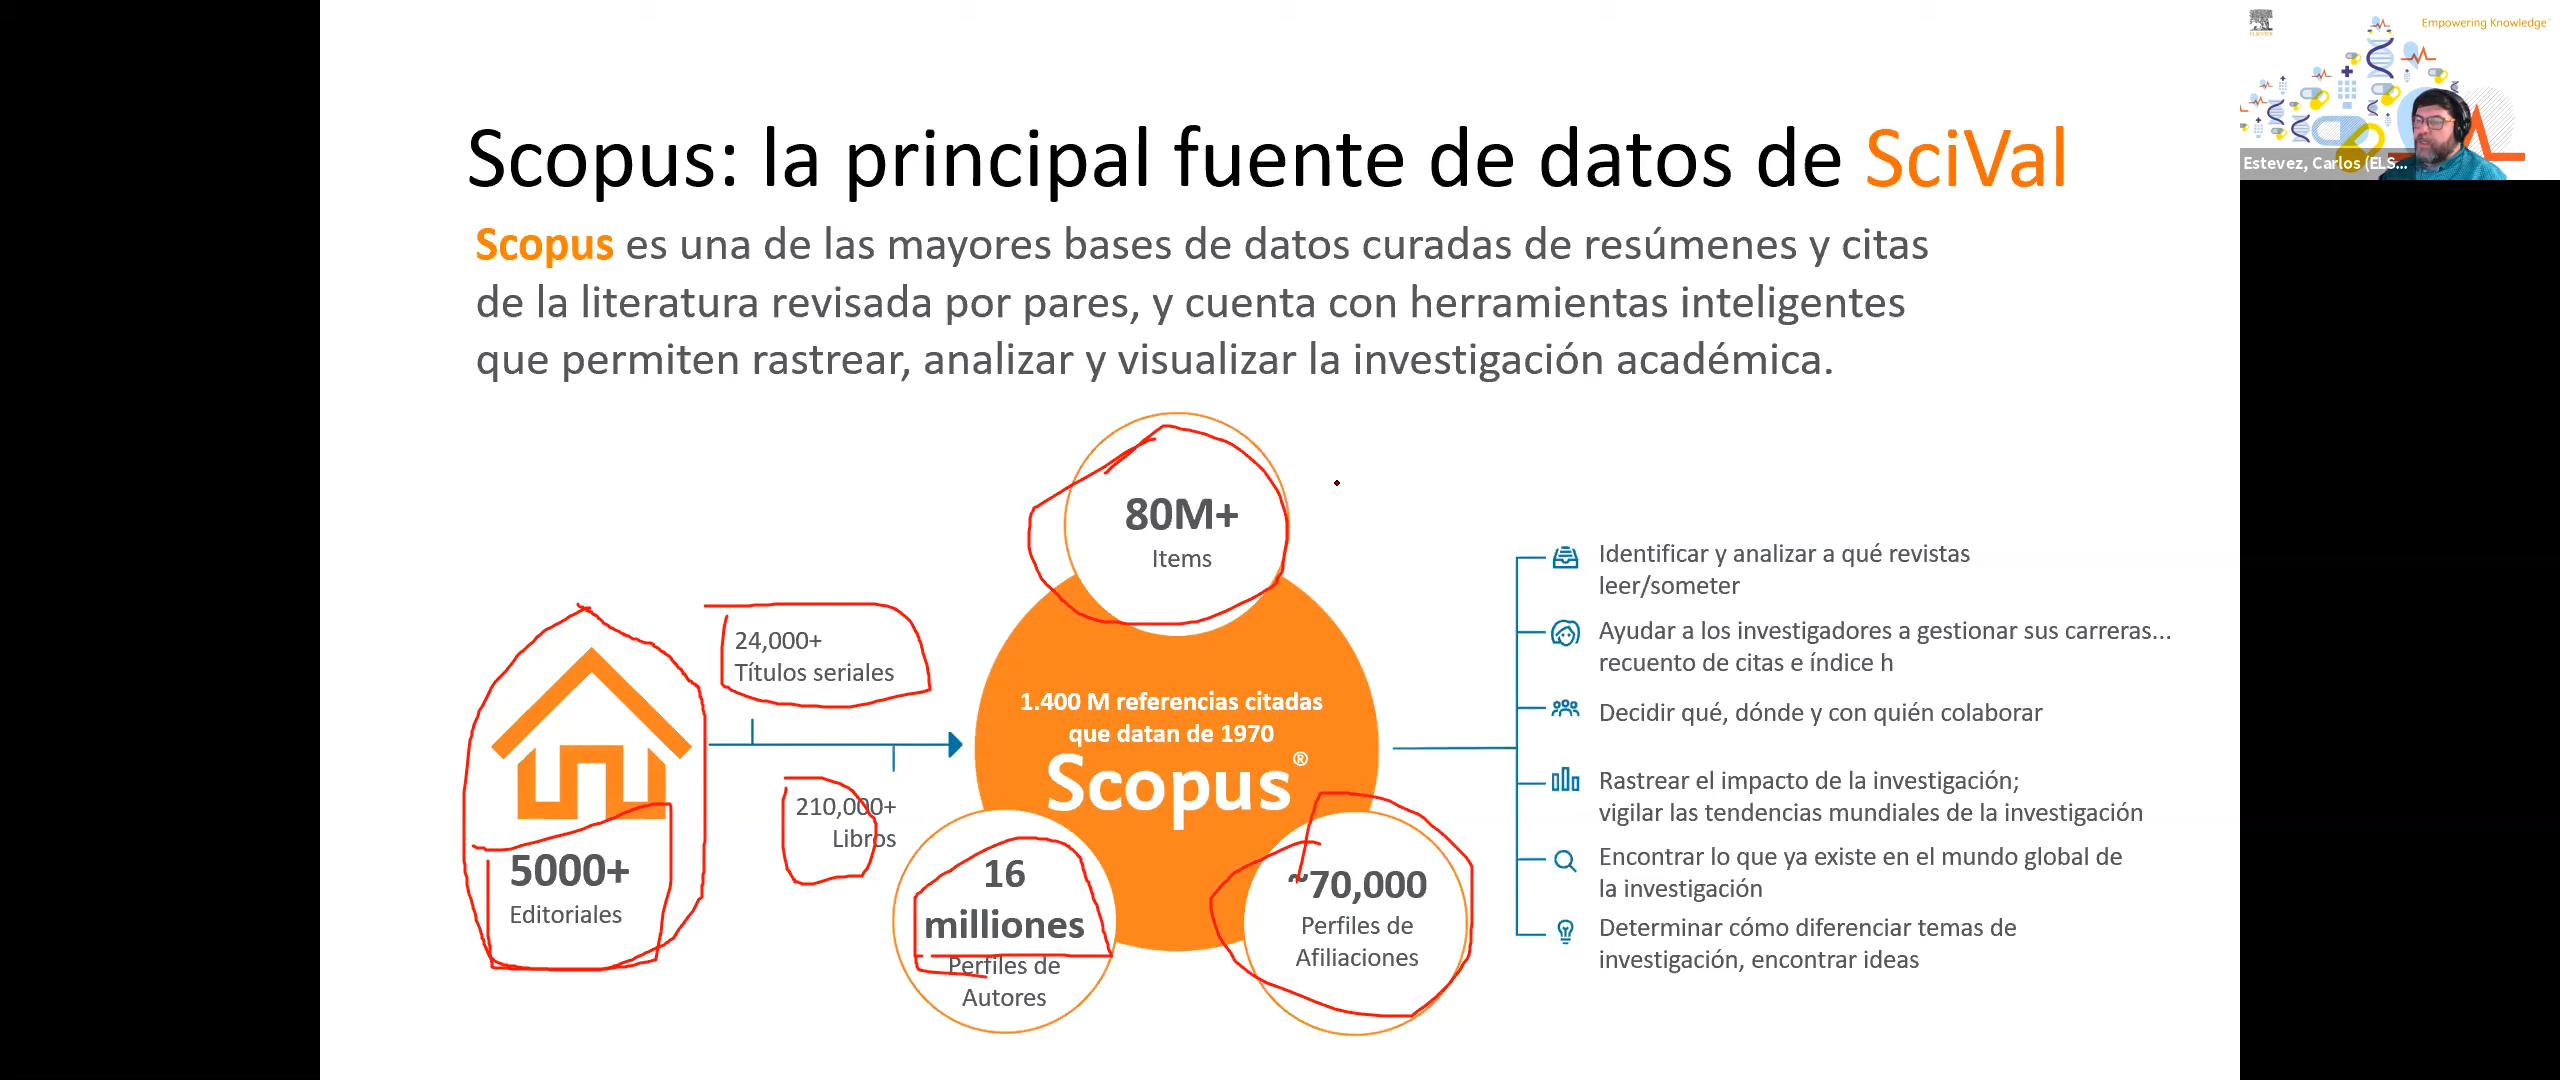 Scopus: la principal fuente de datos de SciVal
Scopus es una de las mayores bases de datos curadas de resúmenes y citas
de la literatura revisada por pares, y cuenta con herramientas inteligentes
que permiten rastrear, analizar y visualizar la investigación académica.
80M+
Items
24,000+
Títulos seriales
210,000+
Libros
5000+
Editoriales
1.400 M referencias citadas
que datan de 1970
Scopus®
16
milliones
Perfiles de
Autores
~70,000
Perfiles de
Afiliaciones
Identificar y analizar a qué revistas
leer/someter
Ayudar a los investigadores a gestionar sus carreras...
recuento de citas e índice h
Decidir qué, dónde y con quién colaborar
Rastrear el impacto de la investigación;
vigilar las tendencias mundiales de la investigación
Encontrar lo que ya existe en el mundo global de
la investigación
Determinar cómo diferenciar temas de
investigación, encontrar ideas
ELSEVIER
Empowering Knowledge™
Estevez, Carlos (ELS...